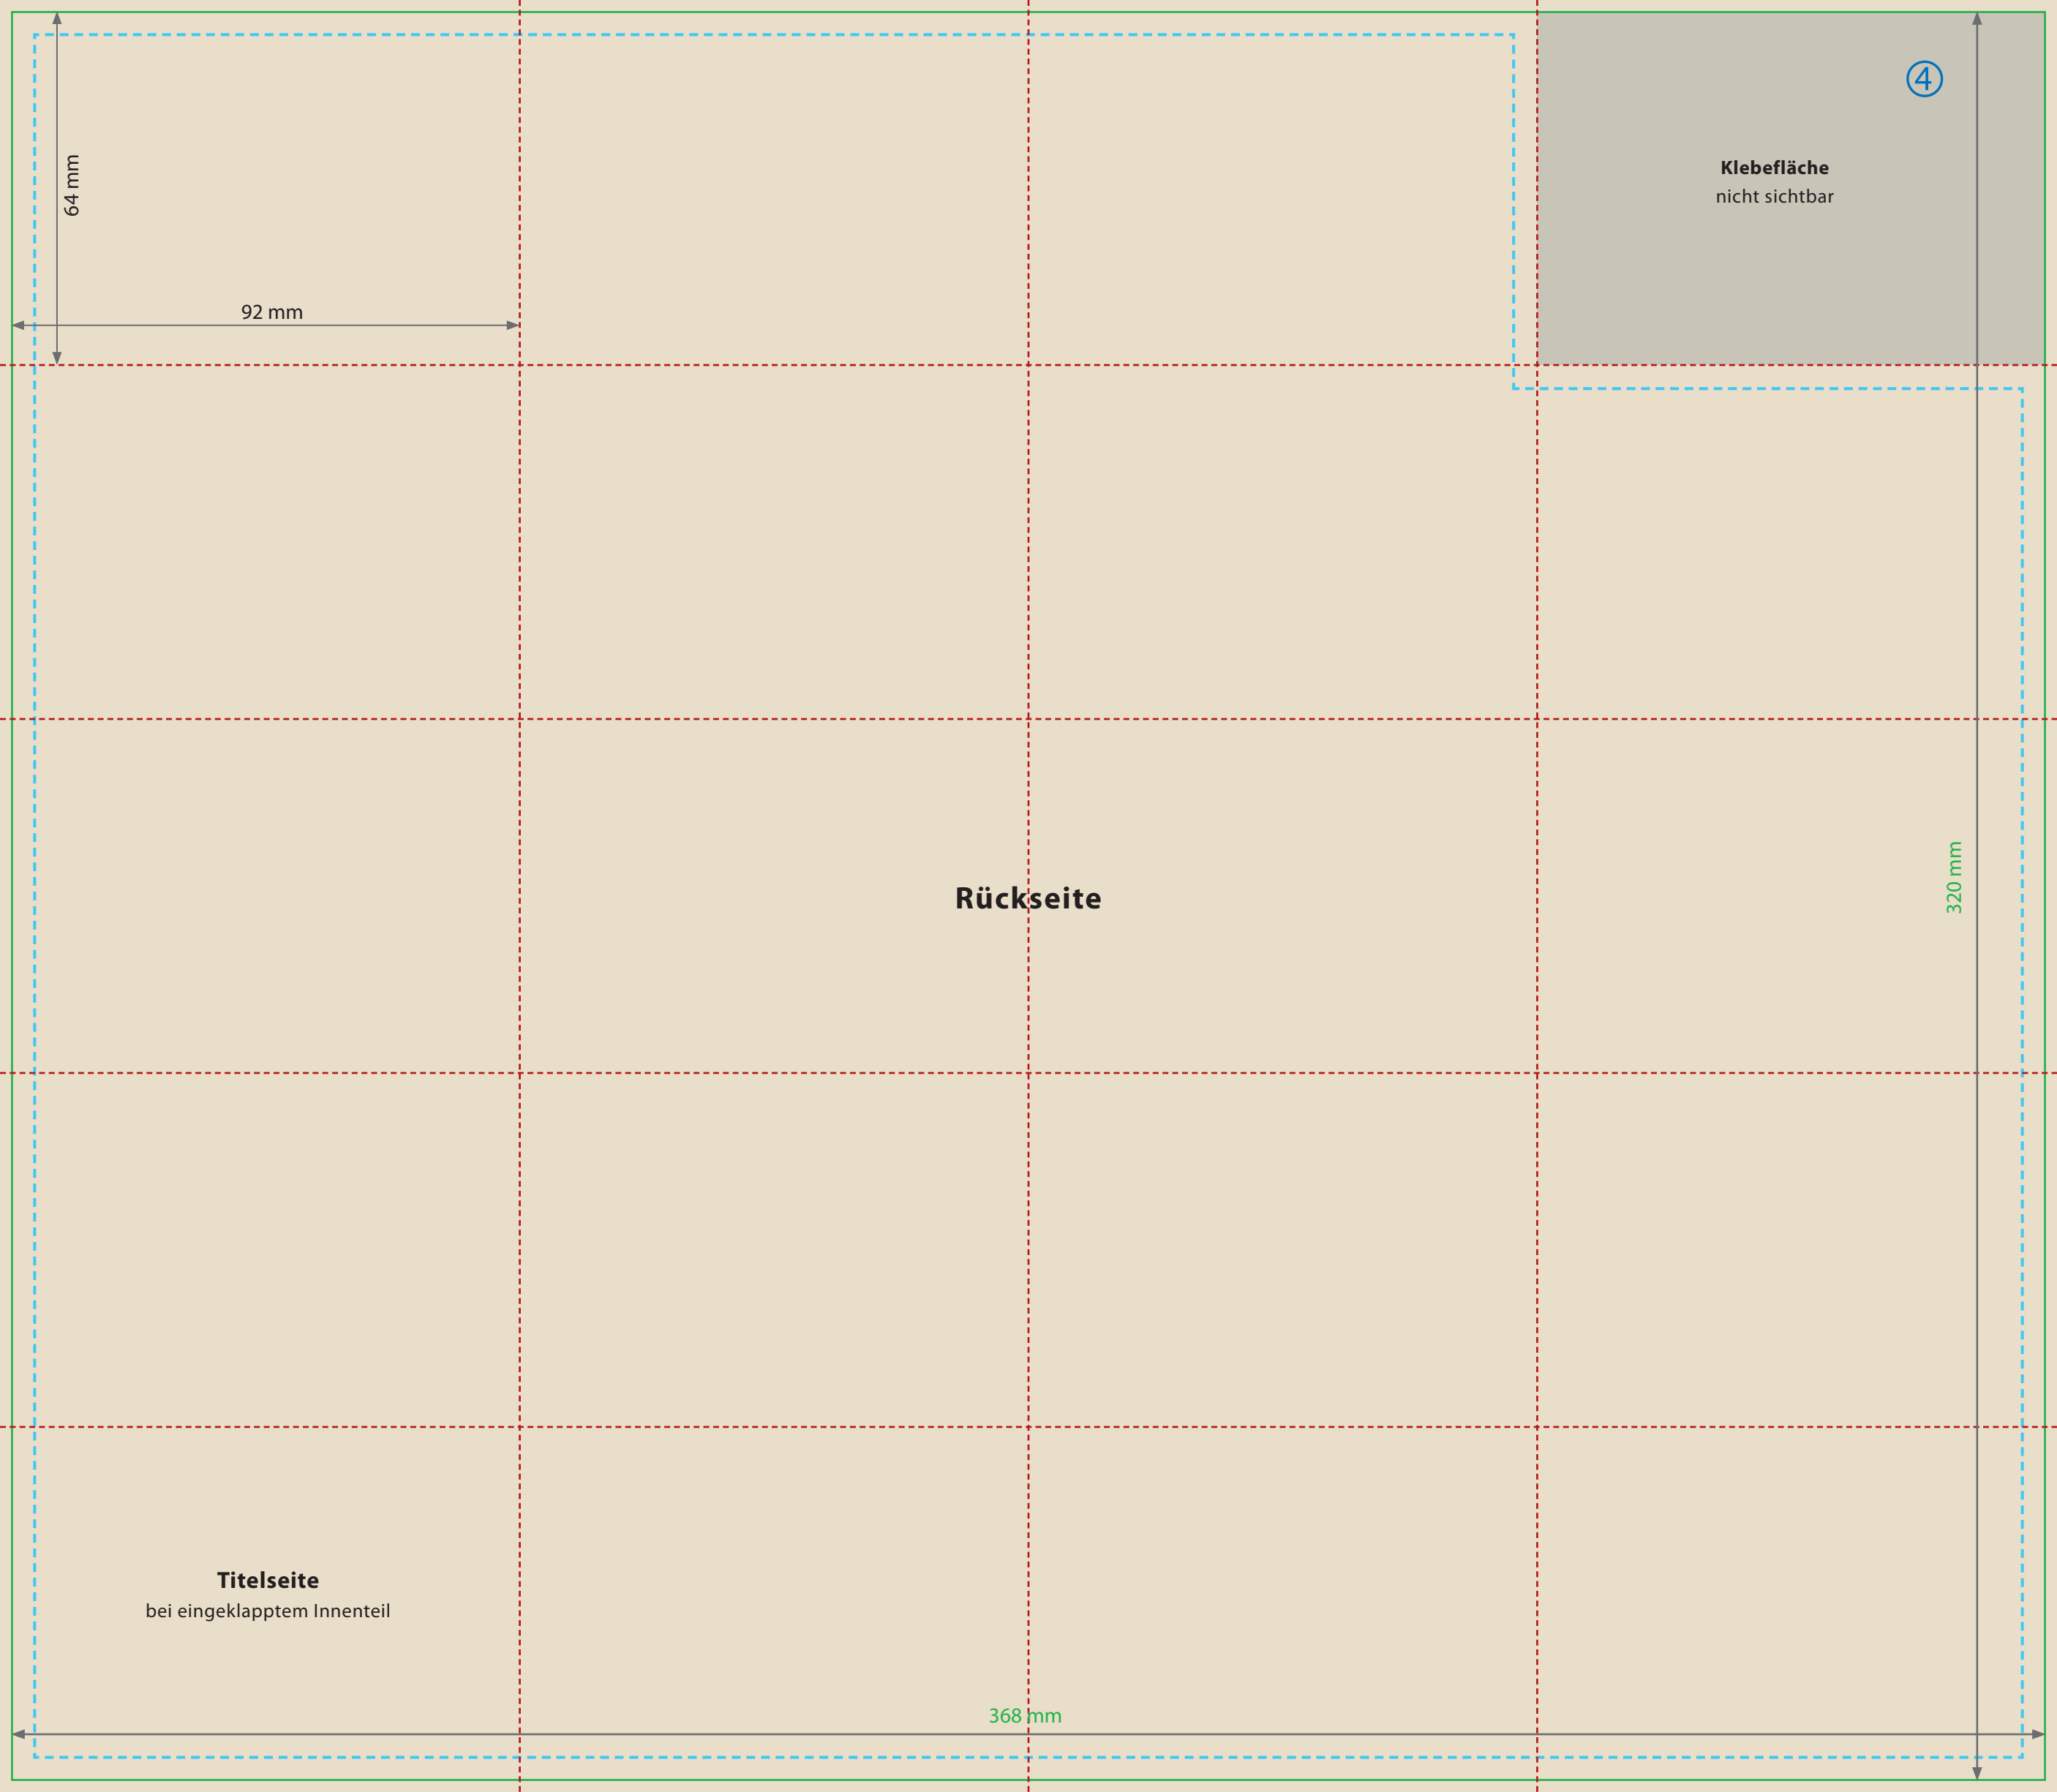 ④
Klebefläche
nicht sichtbar
64 mm
92 mm
Rückseite
320 mm
Titelseite
bei eingeklapptem Innenteil
368 mm